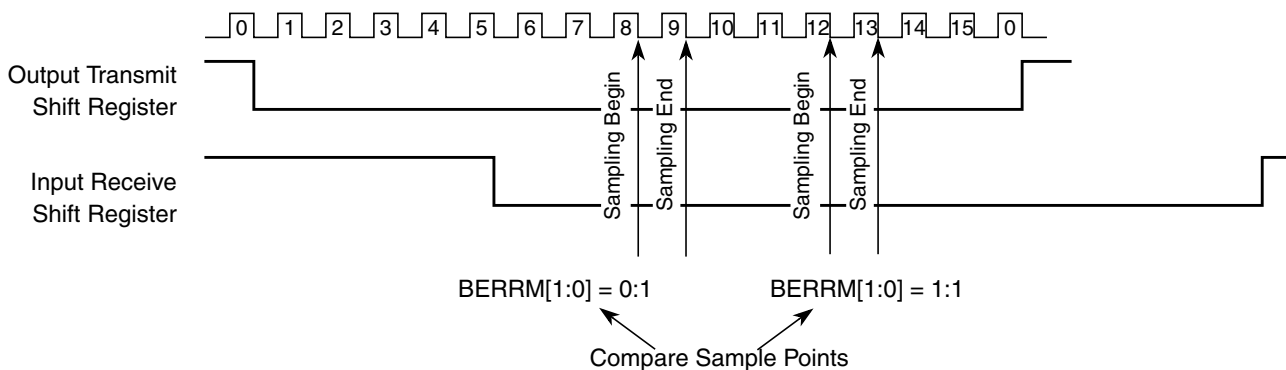 0 1 2 3 4 5 6 7 8 9 10 11 12 13 14 15 0
Output Transmit
Shift Register
Input Receive
Shift Register
Sampling Begin
Sampling End
Sampling Begin
Sampling End
BERRM[1:0] = 0:1
BERRM[1:0] = 1:1
Compare Sample Points